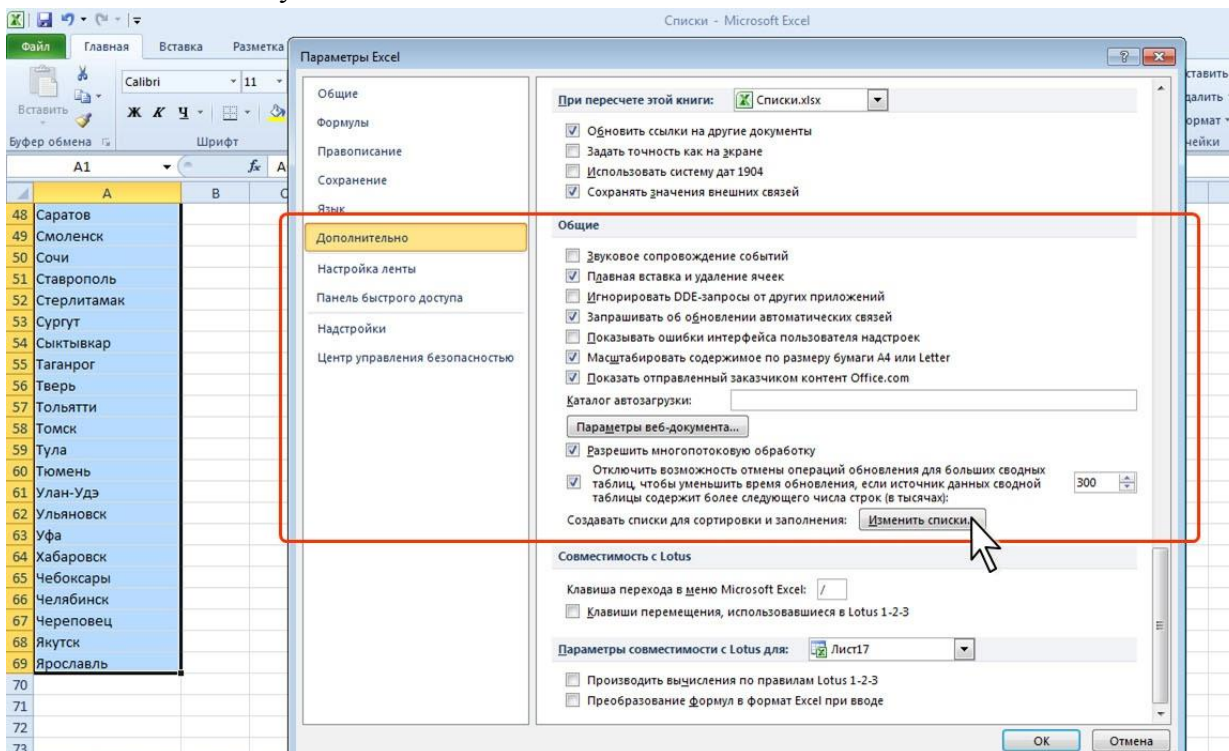 Списки - Microsoft Excel
Файл Главная Вставка Разметка
Вставить
Calibri 11
Ж К Ч
Буфер обмена Шрифт
A1 fx А
A B C
48 Саратов
49 Смоленск
50 Сочи
51 Ставрополь
52 Стерлитамак
53 Сургут
54 Сыктывкар
55 Таганрог
56 Тверь
57 Тольятти
58 Томск
59 Тула
60 Тюмень
61 Улан-Удэ
62 Ульяновск
63 Уфа
64 Хабаровск
65 Чебоксары
66 Челябинск
67 Череповец
68 Якутск
69 Ярославль
70
71
72
73
Параметры Excel
Общие
Формулы
Правописание
Сохранение
Язык
Дополнительно
Настройка ленты
Панель быстрого доступа
Надстройки
Центр управления безопасностью
При пересчете этой книги: Списки.xlsx
Обновить ссылки на другие документы
Задать точность как на экране
Использовать систему дат 1904
Сохранять значения внешних связей
Общие
Звуковое сопровождение событий
Плавная вставка и удаление ячеек
Игнорировать DDE-запросы от других приложений
Запрашивать об обновлении автоматических связей
Показывать ошибки интерфейса пользователя надстроек
Масштабировать содержимое по размеру бумаги A4 или Letter
Показать отправленный заказчиком контент Office.com
Каталог автозагрузки:
Параметры веб-документа...
Разрешить многопотоковую обработку
Отключить возможность отмены операций обновления для больших сводных
таблиц, чтобы уменьшить время обновления, если источник данных сводной 300
таблицы содержит более следующего числа строк (в тысячах):
Создавать списки для сортировки и заполнения: Изменить списки...
Совместимость с Lotus
Клавиша перехода в меню Microsoft Excel: /
Клавиши перемещения, использовавшиеся в Lotus 1-2-3
Параметры совместимости с Lotus для: Лист17
Производить вычисления по правилам Lotus 1-2-3
Преобразование формул в формат Excel при вводе
ОК Отмена